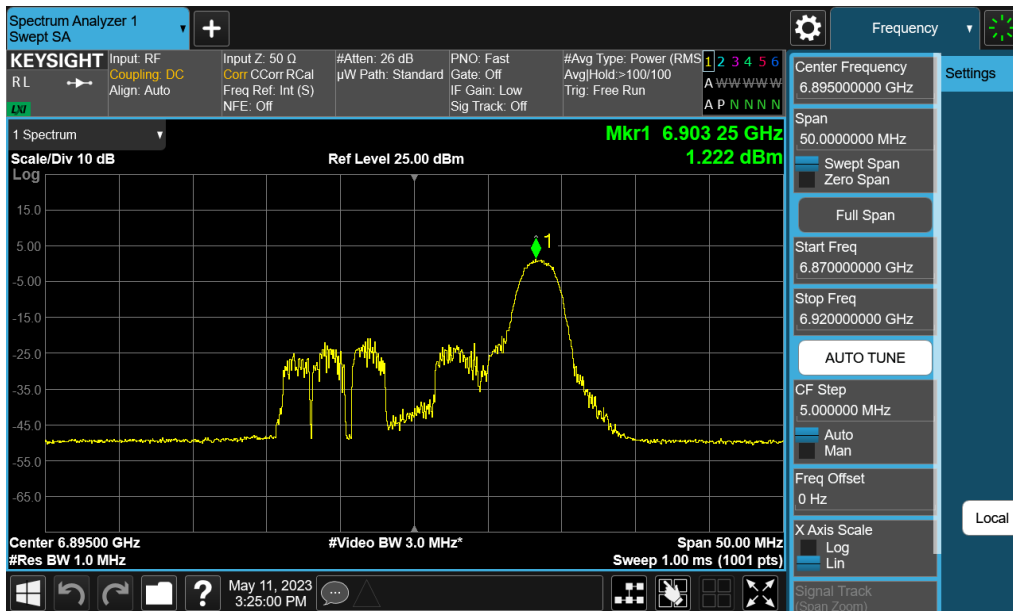 Spectrum Analyzer 1
Swept SA
+
Frequency
KEYSIGHT
RL
LXI
Input: RF
Coupling: DC
Align: Auto
Input Z: 50 Ω
Corr CCorr RCal
Freq Ref: Int (S)
NFE: Off
#Atten: 26 dB
µW Path: Standard
PNO: Fast
Gate: Off
IF Gain: Low
Sig Track: Off
#Avg Type: Power (RMS
Avg|Hold:>100/100
Trig: Free Run
1 2 3 4 5 6
A W W W W W
A P N N N N
1 Spectrum
Scale/Div 10 dB
Log
Ref Level 25.00 dBm
Mkr1 6.903 25 GHz
1.222 dBm
15.0
5.00
-5.00
-15.0
-25.0
-35.0
-45.0
-55.0
-65.0
1
Center 6.89500 GHz
#Res BW 1.0 MHz
#Video BW 3.0 MHz*
Span 50.00 MHz
Sweep 1.00 ms (1001 pts)
?
May 11, 2023
3:25:00 PM
Center Frequency
6.895000000 GHz
Span
50.0000000 MHz
Swept Span
Zero Span
Full Span
Start Freq
6.870000000 GHz
Stop Freq
6.920000000 GHz
AUTO TUNE
CF Step
5.000000 MHz
Auto
Man
Freq Offset
0 Hz
X Axis Scale
Log
Lin
Signal Track
(Span Zoom)
Settings
Local